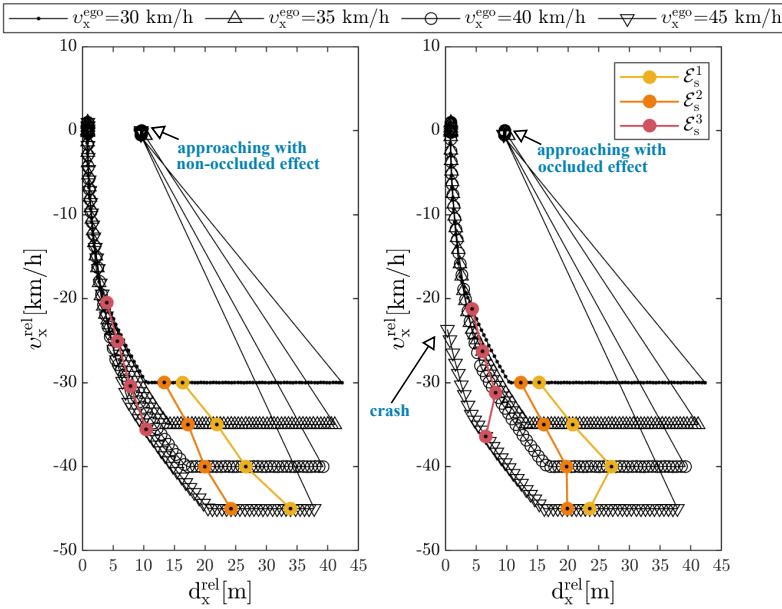 v_x^ego=30 km/h v_x^ego=35 km/h v_x^ego=40 km/h v_x^ego=45 km/h
10
0
-10
-20
-30
-40
-50
v_x^rel[km/h]
0 5 10 15 20 25 30 35 40 45
d_x^rel[m]
approaching with
non-occluded effect
10
0
-10
-20
-30
-40
-50
v_x^rel[km/h]
0 5 10 15 20 25 30 35 40 45
d_x^rel[m]
ℰ_s^1
ℰ_s^2
ℰ_s^3
approaching with
occluded effect
crash